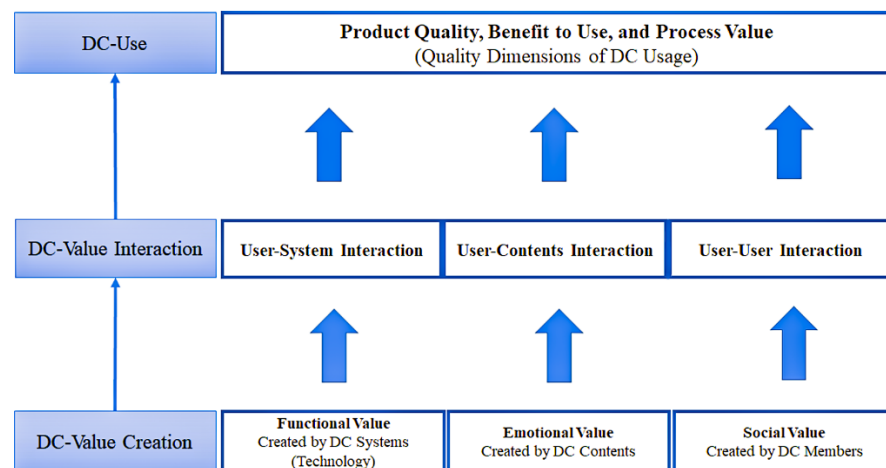 DC-Use
Product Quality, Benefit to Use, and Process Value
(Quality Dimensions of DC Usage)
DC-Value Interaction
User-System Interaction
User-Contents Interaction
User-User Interaction
DC-Value Creation
Functional Value
Created by DC Systems
(Technology)
Emotional Value
Created by DC Contents
Social Value
Created by DC Members